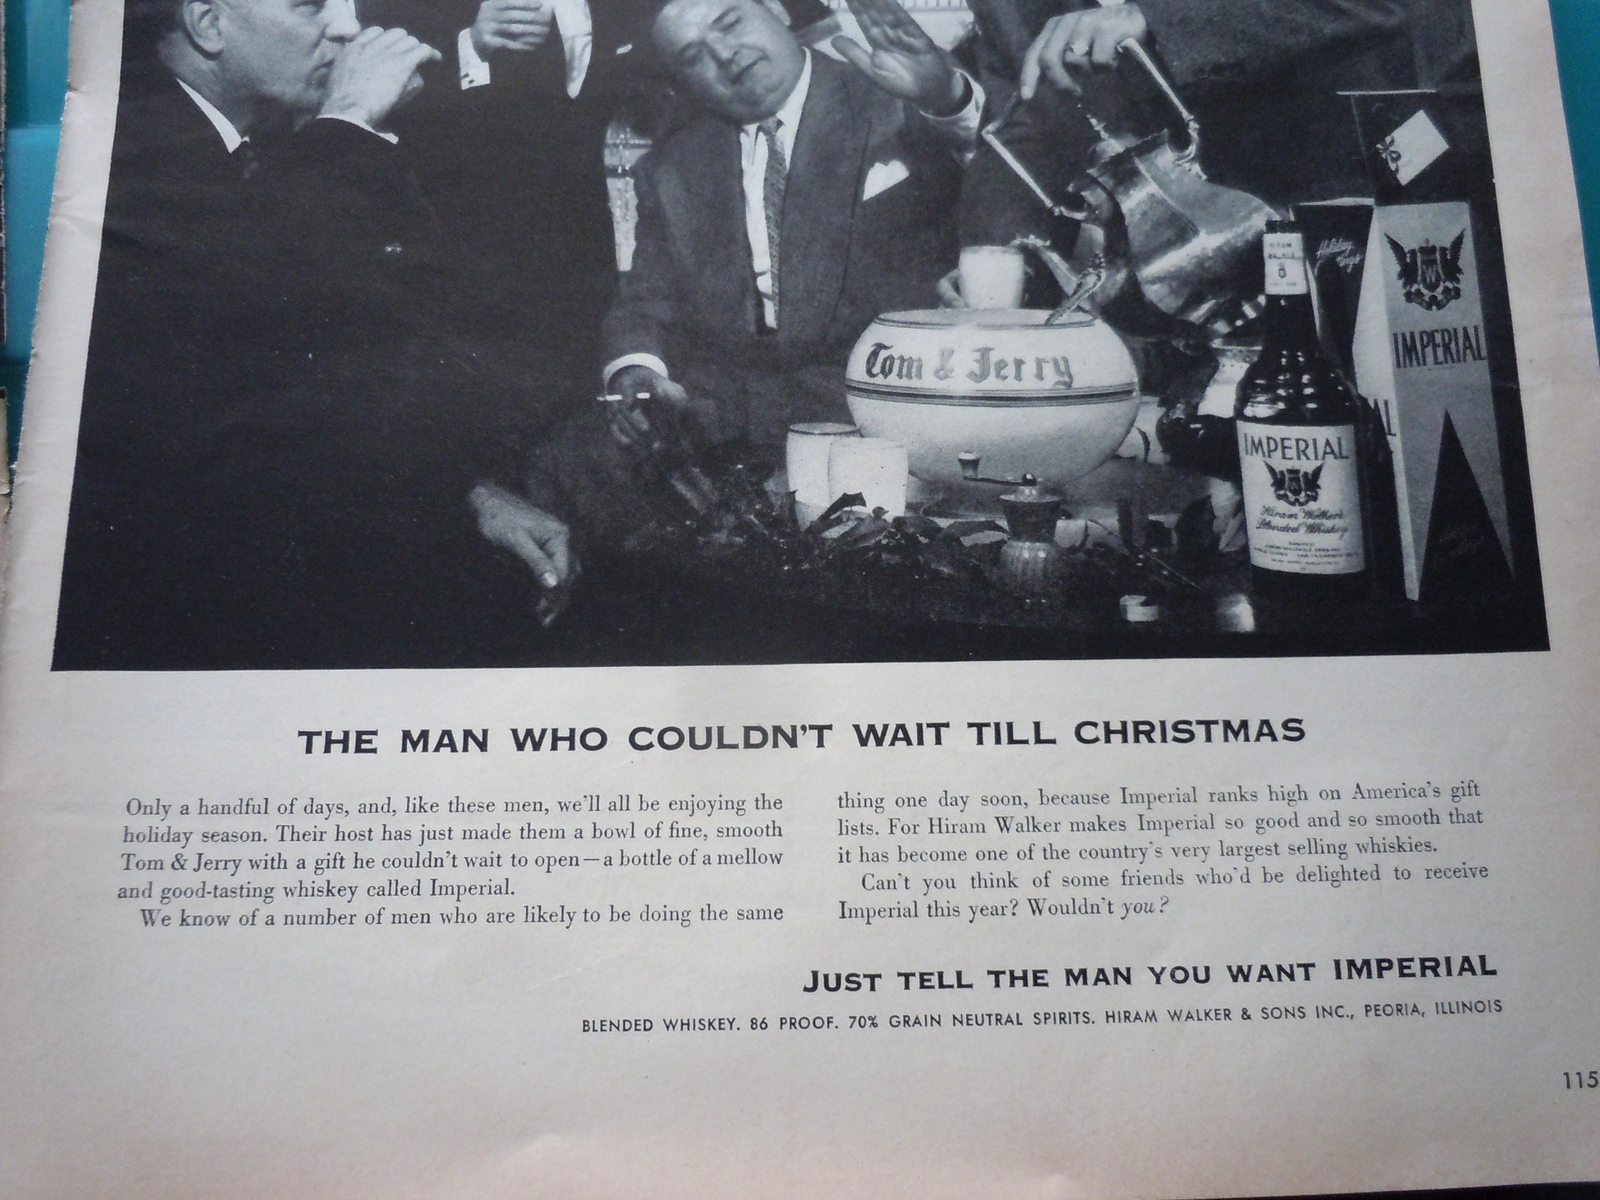 Holiday
Tom & Jerry
IMPERIAL
HIRAM
WALKER
IMPERIAL
Hiram Walker's
Blended Whiskey
THE MAN WHO COULDN'T WAIT TILL CHRISTMAS
Only a handful of days, and, like these men, we'll all be enjoying the
holiday season. Their host has just made them a bowl of fine, smooth
Tom & Jerry with a gift he couldn't wait to open—a bottle of a mellow
and good-tasting whiskey called Imperial.
We know of a number of men who are likely to be doing the same
thing one day soon, because Imperial ranks high on America's gift
lists. For Hiram Walker makes Imperial so good and so smooth that
it has become one of the country's very largest selling whiskies.
Can't you think of some friends who'd be delighted to receive
Imperial this year? Wouldn't you?
JUST TELL THE MAN YOU WANT IMPERIAL
BLENDED WHISKEY. 86 PROOF. 70% GRAIN NEUTRAL SPIRITS. HIRAM WALKER & SONS INC., PEORIA, ILLINOIS
115